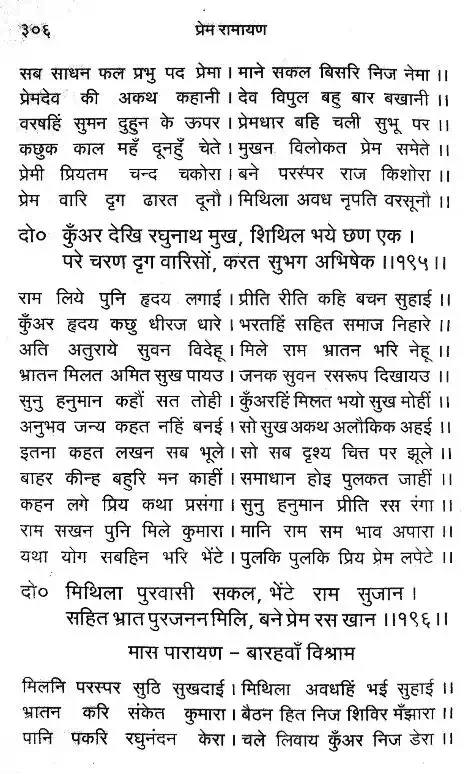 ३०६
प्रेम रामायण
सब साधन फल प्रभु पद प्रेमा । माने सकल बिसरि निज नेमा ।।
प्रेमदेव की अकथ कहानी । देव विपुल बहु बार बखानी ।।
वरषहिं सुमन दुहुन के ऊपर । प्रेमधार बहि चली सुभू पर ।।
कछुक काल महँ दूनहुँ चेते । मुखन विलोकत प्रेम समेते ।।
प्रेमी प्रियतम चन्द चकोरा । बने परस्पर राज किशोरा ।।
प्रेम वारि दृग ढारत दूनौ । मिथिला अवध नृपति वरसूनौ ।।
दो० कुँअर देखि रघुनाथ मुख, शिथिल भये छण एक ।
परे चरण दृग वारिसों, करत सुभग अभिषेक ।।१९५।।
राम लिये पुनि हृदय लगाई । प्रीति रीति कहि बचन सुहाई ।।
कुँअर हृदय कछु धीरज धारे । भरतहिं सहित समाज निहारे ।।
अति अतुराये सुवन विदेहू । मिले राम भ्रातन भरि नेहू ।।
भ्रातन मिलत अमित सुख पायउ । जनक सुवन रसरूप दिखायउ ।।
सुनु हनुमान कहौं सत तोही । कुँअरहिं मिलत भयो सुख मोहीं ।।
अनुभव जन्य कहत नहिं बनई । सो सुख अकथ अलौकिक अहई ।।
इतना कहत लखन सब भूले । सो सब दृश्य चित्त पर झूले ।।
बाहर कीन्ह बहुरि मन काहीं । समाधान होइ पुलकत जाहीं ।।
कहन लगे प्रिय कथा प्रसंगा । सुनु हनुमान प्रीति रस रंगा ।।
राम सखन पुनि मिले कुमारा । मानि राम सम भाव अपारा ।।
यथा योग सबहिन भरि भेंटे । पुलकि पुलकि प्रिय प्रेम लपेटे ।।
दो० मिथिला पुरवासी सकल, भेंटे राम सुजान ।
सहित भ्रात पुरजनन मिलि, बने प्रेम रस खान ।।१९६।।
मास पारायण – बारहवाँ विश्राम
मिलनि परस्पर सुठि सुखदाई । मिथिला अवधहिं भई सुहाई ।।
भ्रातन करि संकेत कुमारा । बैठन हित निज शिविर मँझारा ।।
पानि पकरि रघुनंदन केरा । चले लिवाय कुँअर निज डेरा ।।